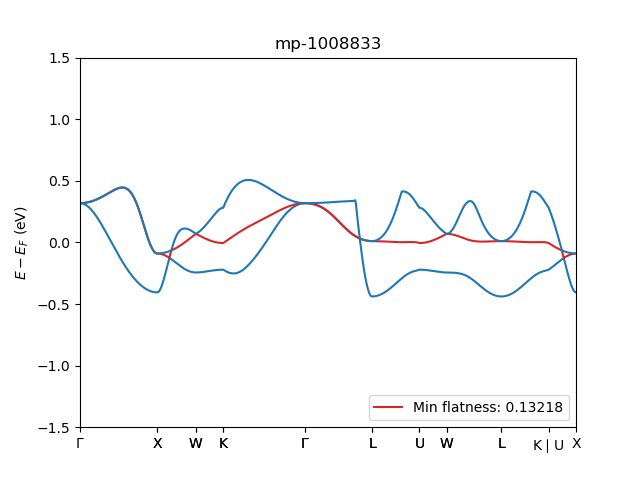 mp-1008833
E − E_F (eV)
1.5
1.0
0.5
0.0
−0.5
−1.0
−1.5
Min flatness: 0.13218
Γ X W K Γ L U W L K | U X